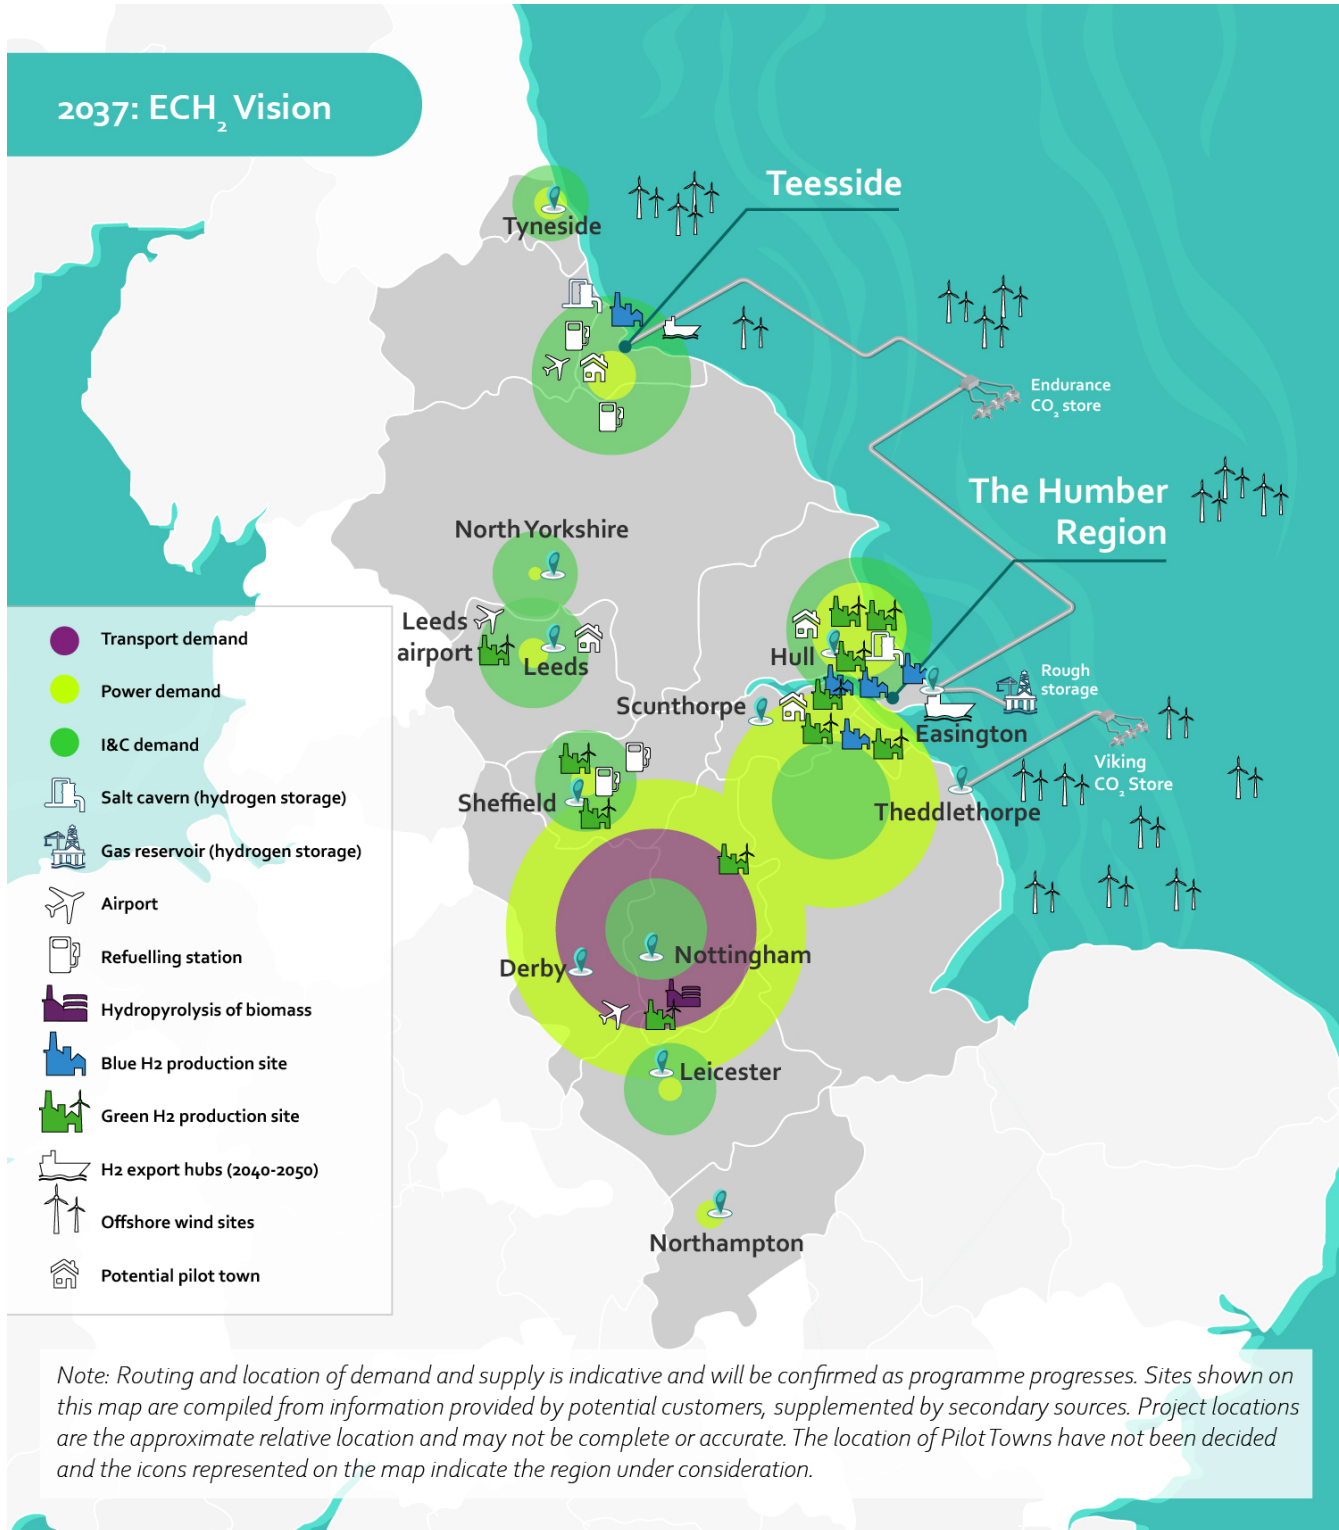 2037: ECH₂ Vision
Teesside
Tyneside
Endurance
CO₂ store
The Humber
Region
North Yorkshire
Leeds
airport
Leeds
Hull
Rough
storage
Scunthorpe
Easington
Viking
CO₂ Store
Sheffield
Theddlethorpe
Derby
Nottingham
Leicester
Northampton
Transport demand
Power demand
I&C demand
Salt cavern (hydrogen storage)
Gas reservoir (hydrogen storage)
Airport
Refuelling station
Hydropyrolysis of biomass
Blue H2 production site
Green H2 production site
H2 export hubs (2040-2050)
Offshore wind sites
Potential pilot town
Note: Routing and location of demand and supply is indicative and will be confirmed as programme progresses. Sites shown on
this map are compiled from information provided by potential customers, supplemented by secondary sources. Project locations
are the approximate relative location and may not be complete or accurate. The location of Pilot Towns have not been decided
and the icons represented on the map indicate the region under consideration.